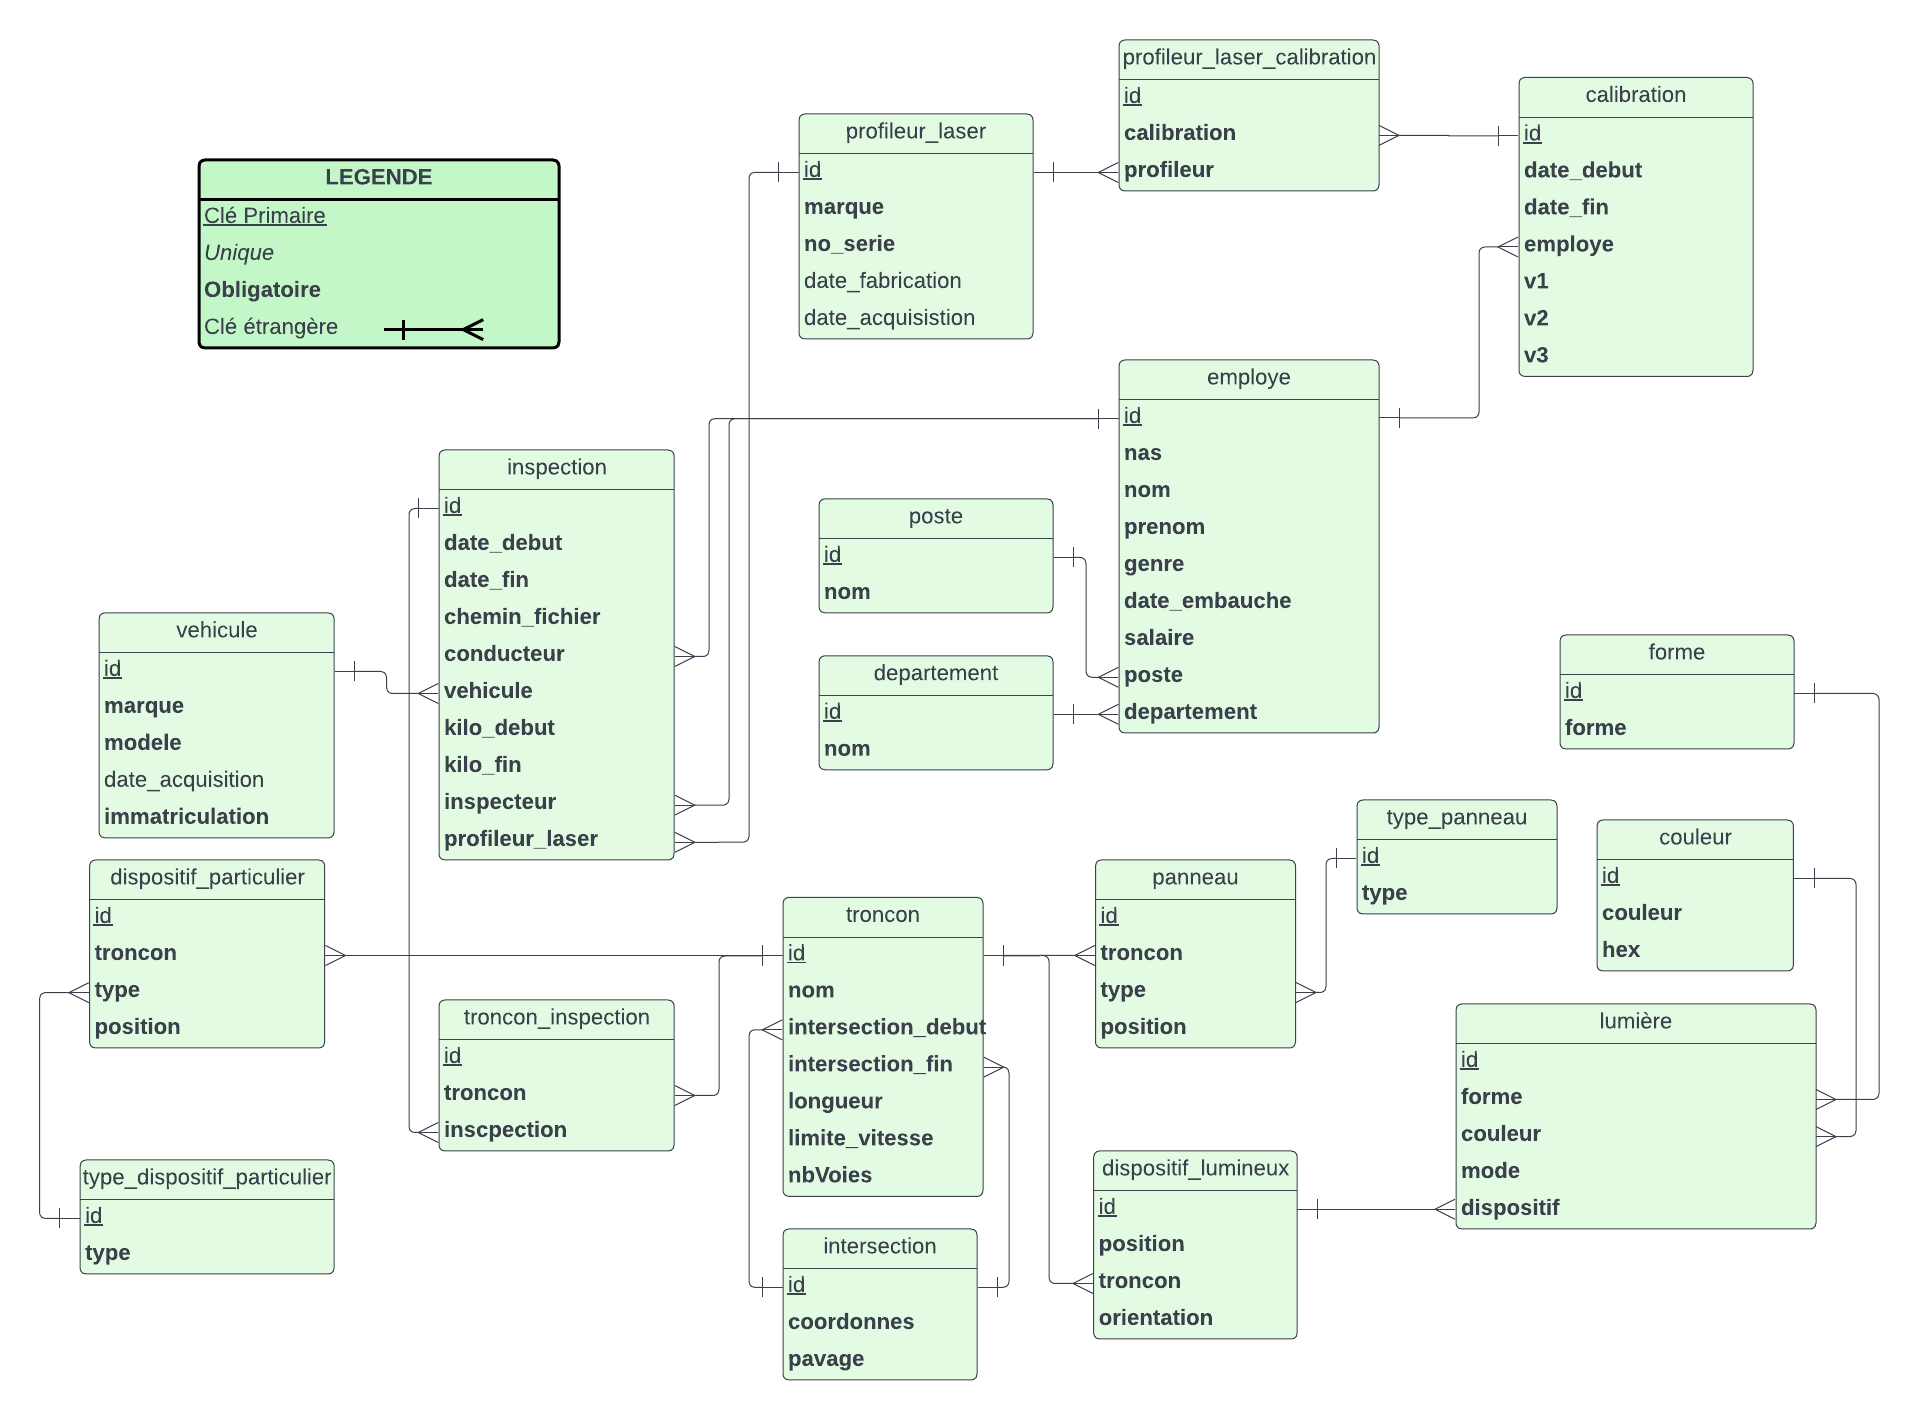 profileur_laser_calibration
id
calibration
profileur
calibration
id
date_debut
date_fin
employe
v1
v2
v3
profileur_laser
id
marque
no_serie
date_fabrication
date_acquisistion
LEGENDE
Clé Primaire
Unique
Obligatoire
Clé étrangère
employe
id
nas
nom
prenom
genre
date_embauche
salaire
poste
departement
inspection
id
date_debut
date_fin
chemin_fichier
conducteur
vehicule
kilo_debut
kilo_fin
inspecteur
profileur_laser
poste
id
nom
departement
id
nom
vehicule
id
marque
modele
date_acquisition
immatriculation
forme
id
forme
type_panneau
id
type
couleur
id
couleur
hex
dispositif_particulier
id
troncon
type
position
troncon
id
nom
intersection_debut
intersection_fin
longueur
limite_vitesse
nbVoies
panneau
id
troncon
type
position
troncon_inspection
id
troncon
inscpection
lumière
id
forme
couleur
mode
dispositif
type_dispositif_particulier
id
type
dispositif_lumineux
id
position
troncon
orientation
intersection
id
coordonnes
pavage